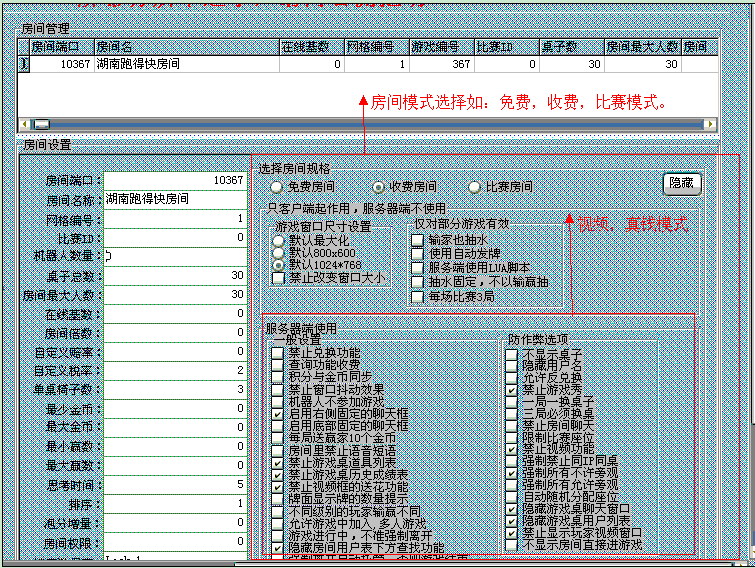 房间管理
房间端口 房间名 在线基数 网格编号 游戏编号 比赛ID 桌子数 房间最大人数 房间
10367 湖南跑得快房间 0 1 367 0 30 30
房间模式选择如：免费，收费，比赛模式。
房间设置
房间端口： 10367
房间名称： 湖南跑得快房间
网格编号： 1
比赛ID： 0
机器人数量：
桌子总数： 30
房间最大人数： 30
在线基数： 0
房间倍数： 0
自定义赔率： 0
自定义税率： 2
单桌椅子数： 3
最少金币： 0
最大金币： 0
最小赢数： 0
最大赢数： 0
思考时间： 5
排序： 1
泡分增量： 0
房间权限： 0
选择房间规格
免费房间 收费房间 比赛房间 隐藏
只客户端起作用，服务器端不使用
视频，真钱模式
游戏窗口尺寸设置
默认最大化
默认800x600
默认1024*768
禁止改变窗口大小
仅对部分游戏有效
输家也抽水
使用自动发牌
服务端使用LUA脚本
抽水固定，不以输赢抽
每场比赛3局
服务器端使用
一般设置
禁止兑换功能
查询功能收费
积分与金币同步
禁止窗口抖动效果
机器人不参加游戏
启用右侧固定的聊天框
启用底部固定的聊天框
每局送赢家10个金币
房间里禁止语音短语
禁止游戏桌道具列表
禁止游戏桌历史成绩表
禁止视频框的送花功能
牌面显示牌的数量提示
不同级别的玩家输赢不同
允许游戏中加入,多人游戏
游戏进行中，不准强制离开
隐藏房间用户表下方查找功能
防作弊选项
不显示桌子
隐藏用户名
允许反兑换
禁止游戏秀
一局一换桌子
三局必须换桌
禁止房间聊天
限制比赛座位
禁止视频功能
强制禁止同IP同桌
强制所有不许旁观
强制所有允许旁观
自动随机分配座位
隐藏游戏桌聊天窗口
隐藏游戏桌用户列表
禁止显示玩家视频窗口
不显示房间直接进游戏